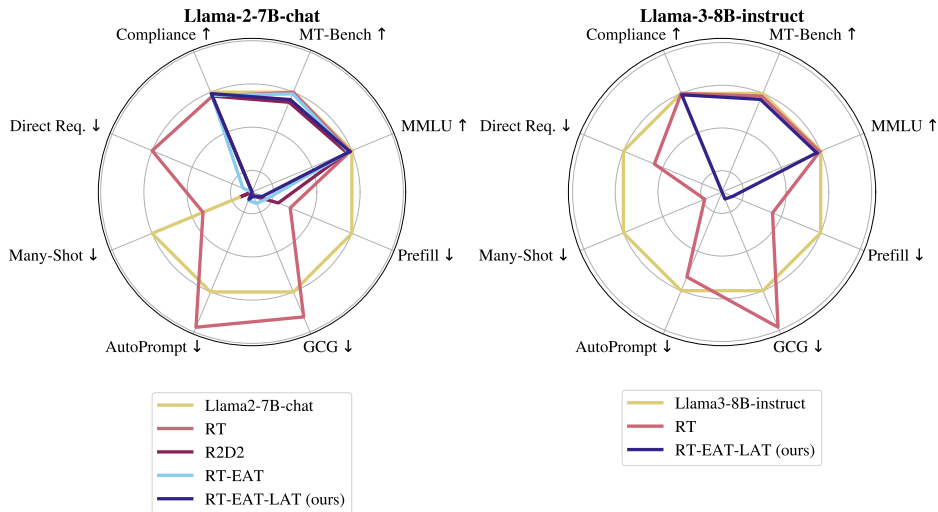 Llama-2-7B-chat
Compliance ↑
MT-Bench ↑
Direct Req. ↓
MMLU ↑
Many-Shot ↓
Prefill ↓
AutoPrompt ↓
GCG ↓
Llama2-7B-chat
RT
R2D2
RT-EAT
RT-EAT-LAT (ours)
Llama-3-8B-instruct
Compliance ↑
MT-Bench ↑
Direct Req. ↓
MMLU ↑
Many-Shot ↓
Prefill ↓
AutoPrompt ↓
GCG ↓
Llama3-8B-instruct
RT
RT-EAT-LAT (ours)